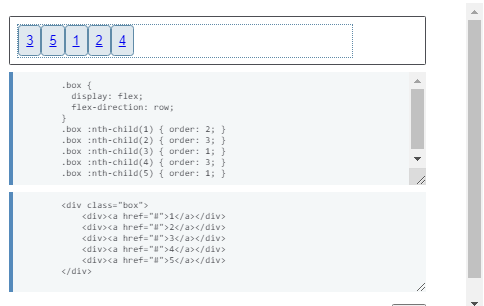 3 5 1 2 4
.box {
  display: flex;
  flex-direction: row;
}
.box :nth-child(1) { order: 2; }
.box :nth-child(2) { order: 3; }
.box :nth-child(3) { order: 1; }
.box :nth-child(4) { order: 3; }
.box :nth-child(5) { order: 1; }
<div class="box">
    <div><a href="#">1</a></div>
    <div><a href="#">2</a></div>
    <div><a href="#">3</a></div>
    <div><a href="#">4</a></div>
    <div><a href="#">5</a></div>
</div>